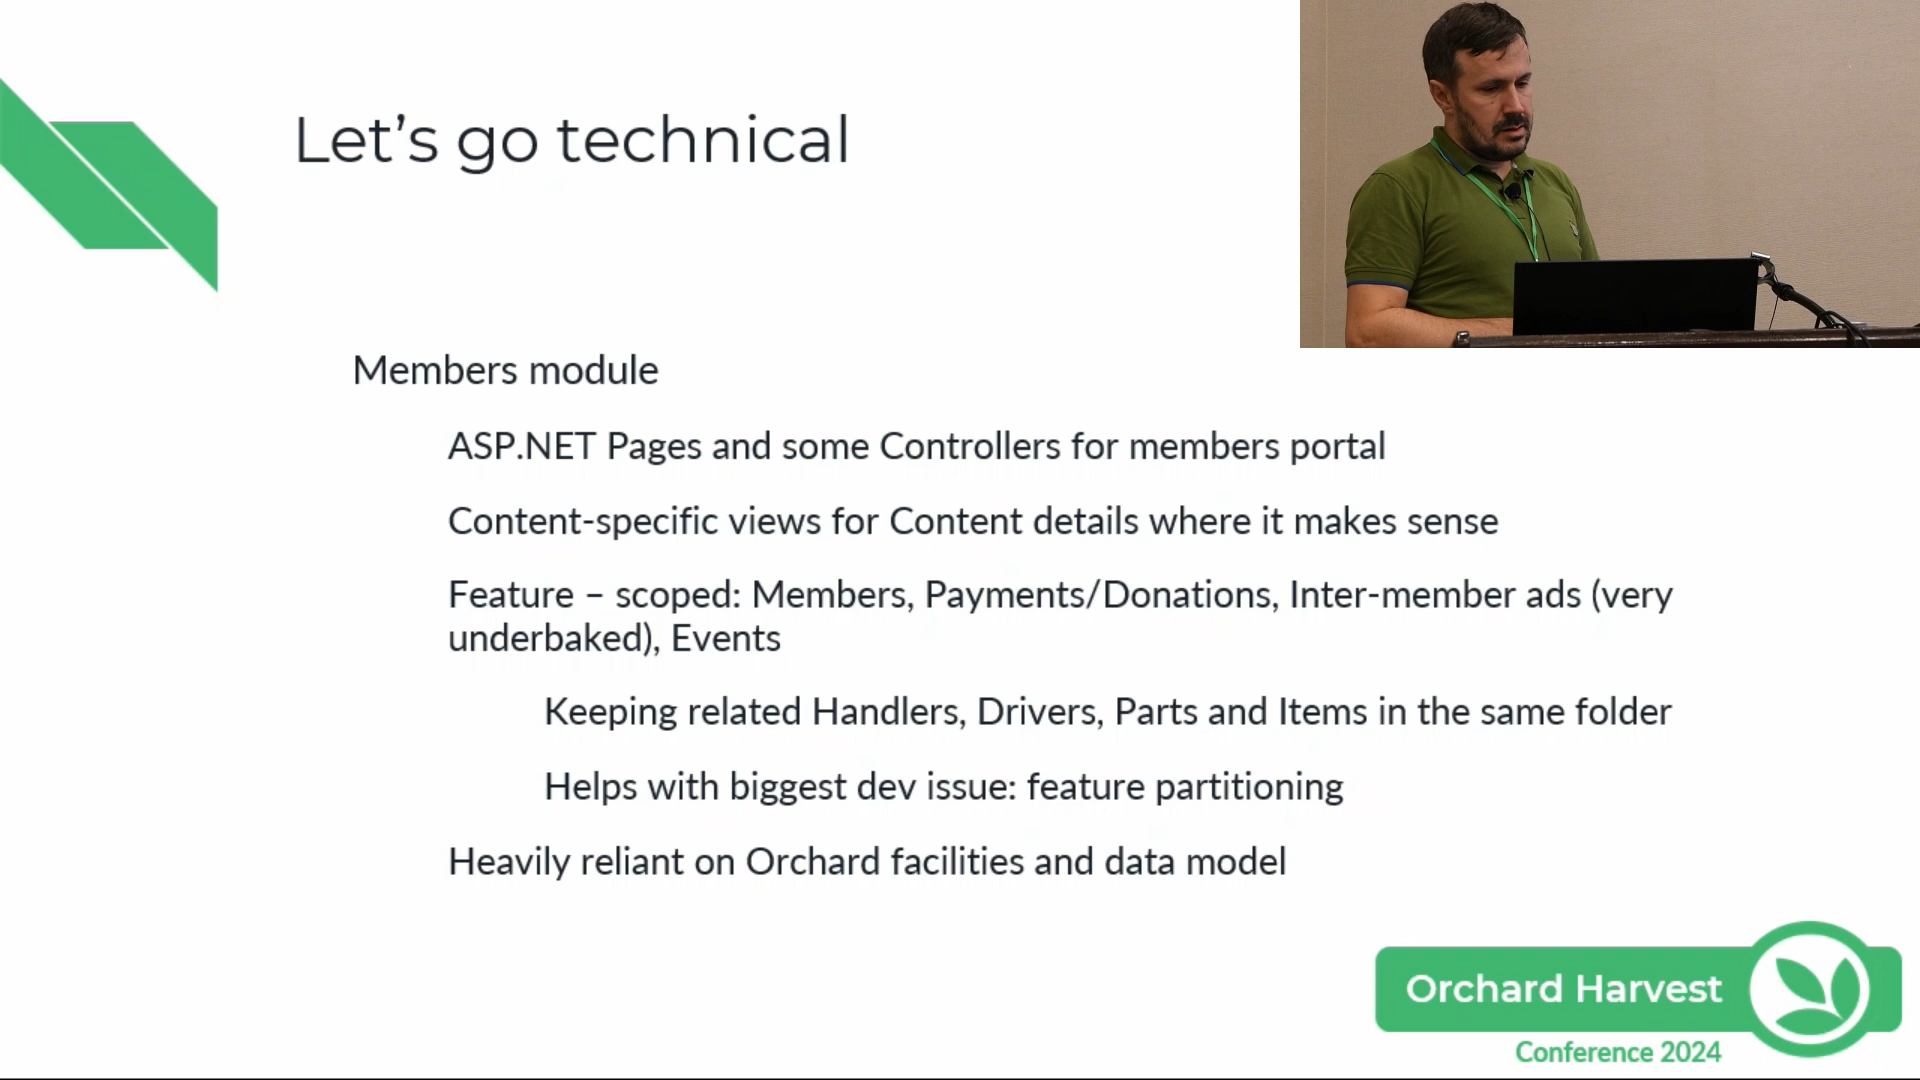 Let’s go technical
Members module
ASP.NET Pages and some Controllers for members portal
Content-specific views for Content details where it makes sense
Feature – scoped: Members, Payments/Donations, Inter-member ads (very
underbaked), Events
Keeping related Handlers, Drivers, Parts and Items in the same folder
Helps with biggest dev issue: feature partitioning
Heavily reliant on Orchard facilities and data model
Orchard Harvest
Conference 2024